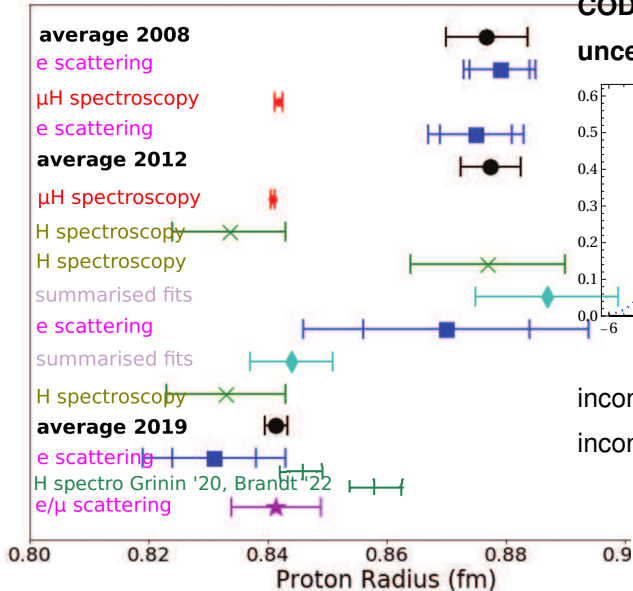 COD
average 2008
unce
e scattering
0.6
μH spectroscopy
0.5
e scattering
0.4
average 2012
0.3
μH spectroscopy
H spectroscopy
0.2
H spectroscopy
0.1
summarised fits
0.0
−6
e scattering
summarised fits
incor
H spectroscopy
average 2019
incor
e scattering
H spectro Grinin '20, Brandt '22
e/μ scattering
0.80 0.82 0.84 0.86 0.88 0.9
Proton Radius (fm)